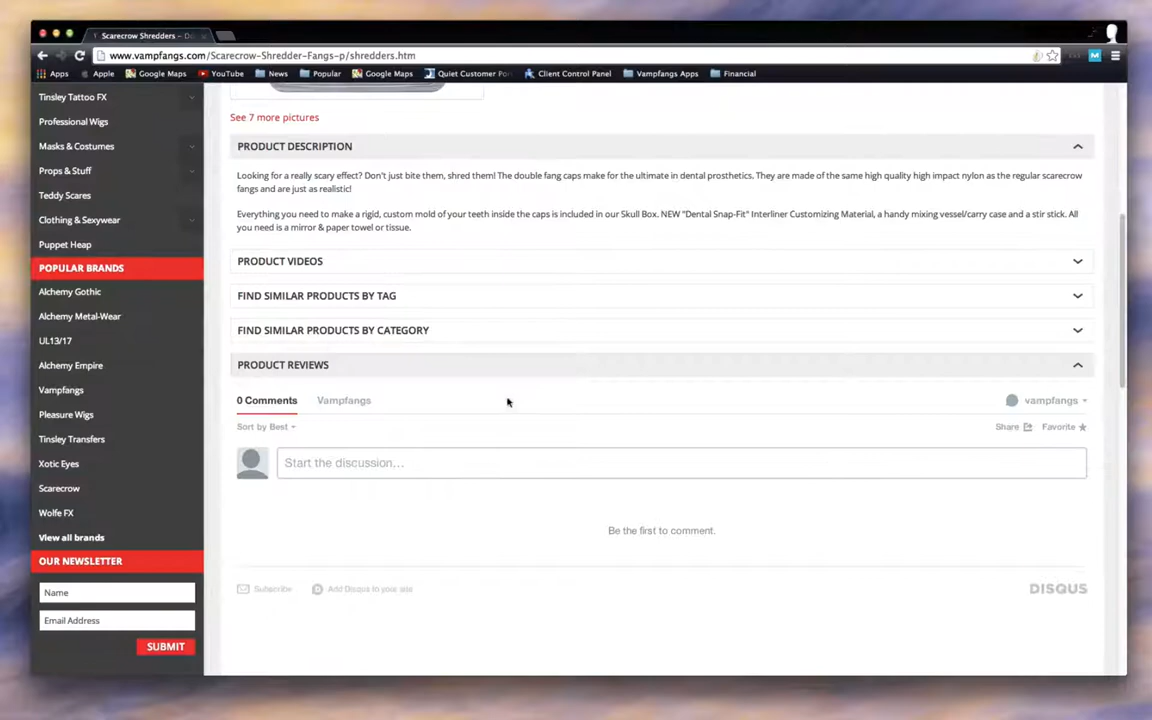 Scarecrow Shredders – Di
www.vampfangs.com/Scarecrow-Shredder-Fangs-p/shredders.htm
Apps Apple Google Maps YouTube News Popular Google Maps Quiet Customer Por Client Control Panel Vampfangs Apps Financial
Tinsley Tattoo FX
Professional Wigs
Masks & Costumes
Props & Stuff
Teddy Scares
Clothing & Sexywear
Puppet Heap
POPULAR BRANDS
Alchemy Gothic
Alchemy Metal-Wear
UL13/17
Alchemy Empire
Vampfangs
Pleasure Wigs
Tinsley Transfers
Xotic Eyes
Scarecrow
Wolfe FX
View all brands
OUR NEWSLETTER
Name
Email Address
SUBMIT
See 7 more pictures
PRODUCT DESCRIPTION
Looking for a really scary effect? Don't just bite them, shred them! The double fang caps make for the ultimate in dental prosthetics. They are made of the same high quality high impact nylon as the regular scarecrow
fangs and are just as realistic!
Everything you need to make a rigid, custom mold of your teeth inside the caps is included in our Skull Box. NEW "Dental Snap-Fit" Interliner Customizing Material, a handy mixing vessel/carry case and a stir stick. All
you need is a mirror & paper towel or tissue.
PRODUCT VIDEOS
FIND SIMILAR PRODUCTS BY TAG
FIND SIMILAR PRODUCTS BY CATEGORY
PRODUCT REVIEWS
0 Comments Vampfangs vampfangs
Sort by Best Share Favorite
Start the discussion...
Be the first to comment.
Subscribe Add Disqus to your site DISQUS